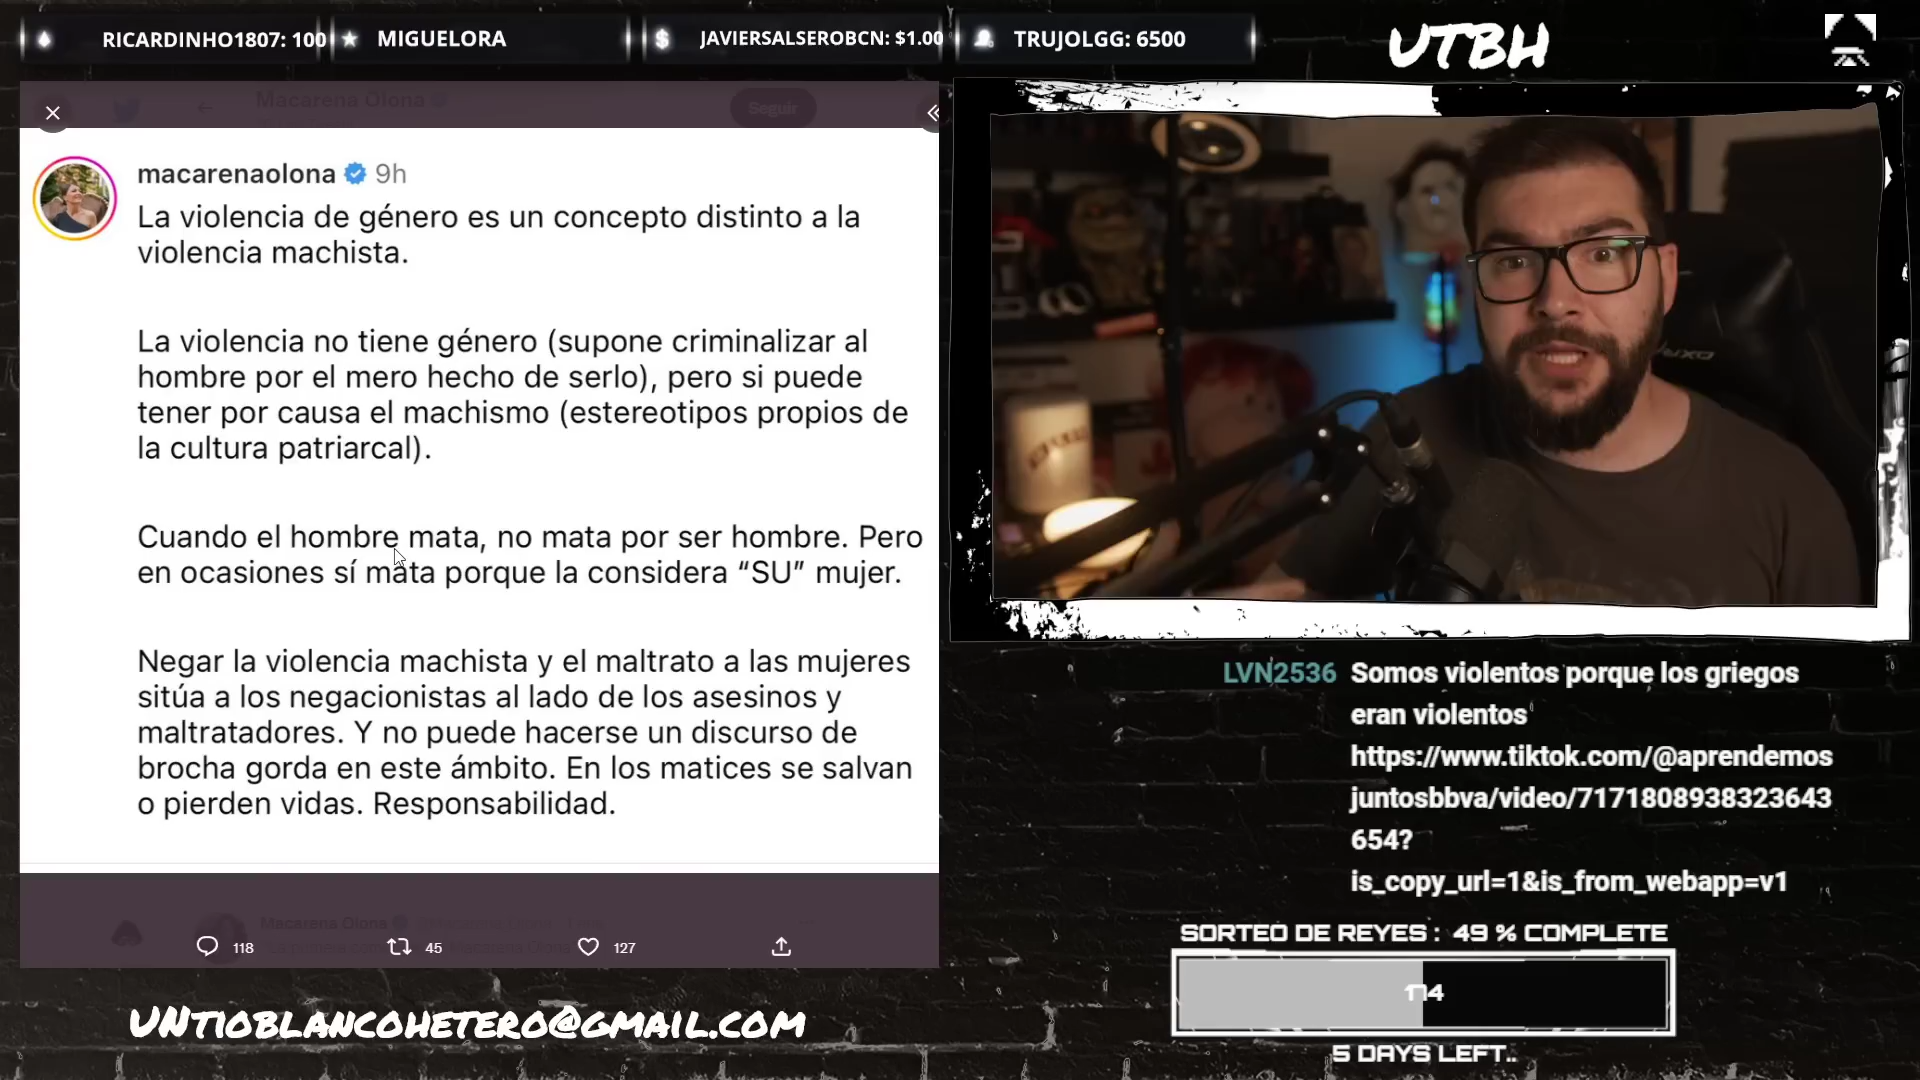 RICARDINHO1807: 100
MIGUELORA
JAVIERSALSEROBCN: $1.00
TRUJOLGG: 6500
UTBH
Macarena Olona
Seguir
macarenaolona 9h
La violencia de género es un concepto distinto a la
violencia machista.
La violencia no tiene género (supone criminalizar al
hombre por el mero hecho de serlo), pero si puede
tener por causa el machismo (estereotipos propios de
la cultura patriarcal).
Cuando el hombre mata, no mata por ser hombre. Pero
en ocasiones sí mata porque la considera “SU” mujer.
Negar la violencia machista y el maltrato a las mujeres
sitúa a los negacionistas al lado de los asesinos y
maltratadores. Y no puede hacerse un discurso de
brocha gorda en este ámbito. En los matices se salvan
o pierden vidas. Responsabilidad.
Macarena Olona
118 45 127
UNTIOBLANCOHETERO@GMAIL.COM
LVN2536 Somos violentos porque los griegos
eran violentos
https://www.tiktok.com/@aprendemos
juntosbbva/video/7171808938323643
654?
is_copy_url=1&is_from_webapp=v1
SORTEO DE REYES : 49 % COMPLETE
5 DAYS LEFT..